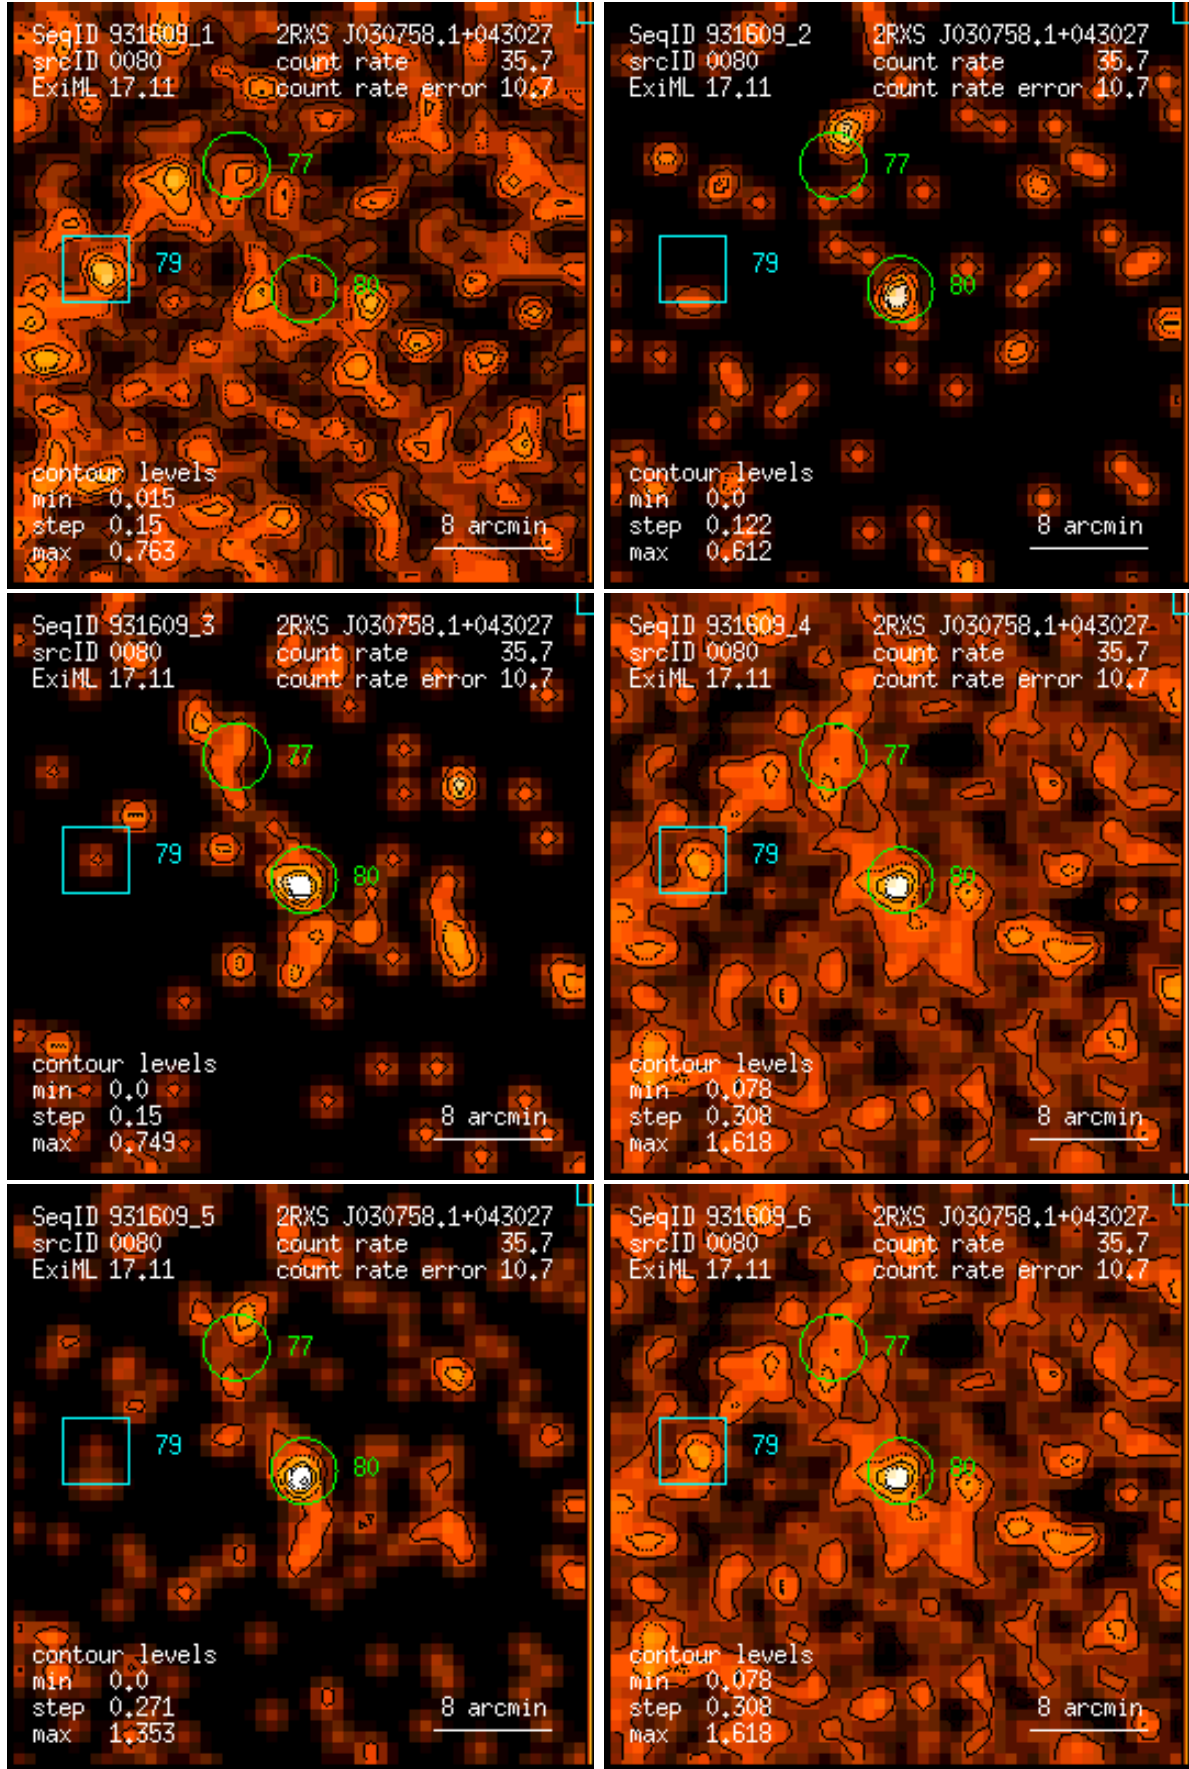 SeqID 931609_1 2RXS J030758.1+043027
srcID 0080 count rate 35.7
ExiML 17.11 count rate error 10.7
77
79
80
contour levels
min 0.015
step 0.15
max 0.763
8 arcmin
SeqID 931609_2 2RXS J030758.1+043027
srcID 0080 count rate 35.7
ExiML 17.11 count rate error 10.7
77
79
80
contour levels
min 0.0
step 0.122
max 0.612
8 arcmin
SeqID 931609_3 2RXS J030758.1+043027
srcID 0080 count rate 35.7
ExiML 17.11 count rate error 10.7
77
79
80
contour levels
min 0.0
step 0.15
max 0.749
8 arcmin
SeqID 931609_4 2RXS J030758.1+043027
srcID 0080 count rate 35.7
ExiML 17.11 count rate error 10.7
77
79
80
contour levels
min 0.078
step 0.308
max 1.618
8 arcmin
SeqID 931609_5 2RXS J030758.1+043027
srcID 0080 count rate 35.7
ExiML 17.11 count rate error 10.7
77
79
80
contour levels
min 0.0
step 0.271
max 1.353
8 arcmin
SeqID 931609_6 2RXS J030758.1+043027
srcID 0080 count rate 35.7
ExiML 17.11 count rate error 10.7
77
79
80
contour levels
min 0.078
step 0.308
max 1.618
8 arcmin